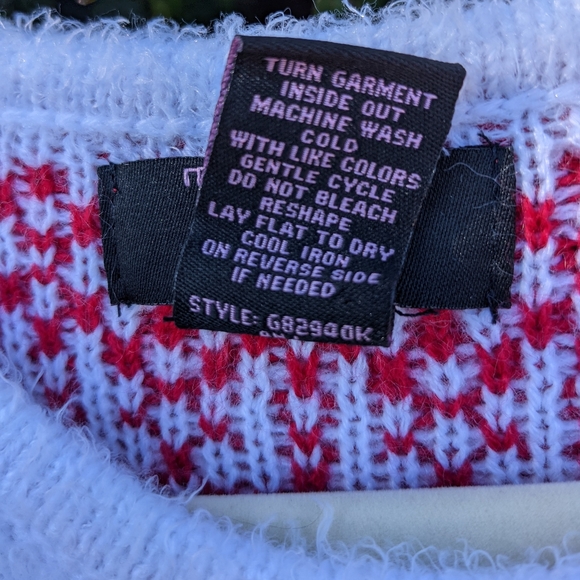 TURN GARMENT
INSIDE OUT
MACHINE WASH
COLD
WITH LIKE COLORS
GENTLE CYCLE
DO NOT BLEACH
RESHAPE
LAY FLAT TO DRY
COOL IRON
ON REVERSE SIDE
IF NEEDED
STYLE: G82900K